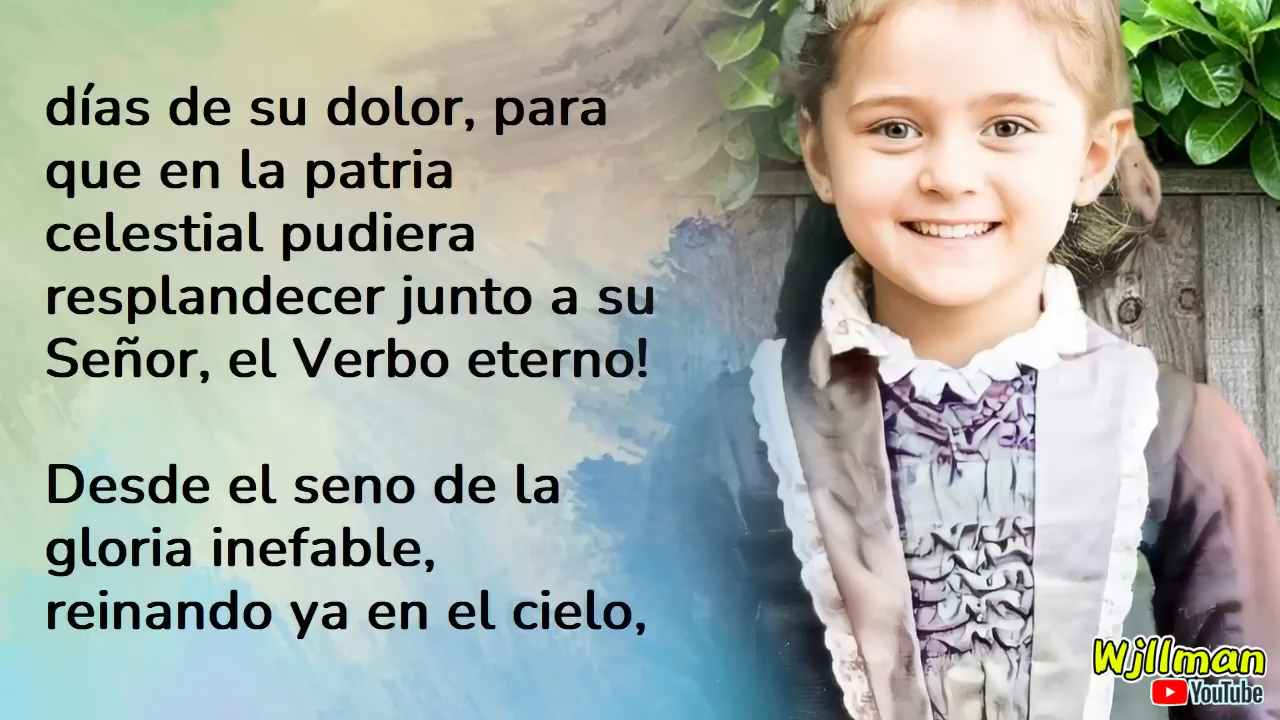 días de su dolor, para
que en la patria
celestial pudiera
resplandecer junto a su
Señor, el Verbo eterno!
Desde el seno de la
gloria inefable,
reinando ya en el cielo,
Wjllman
YouTube